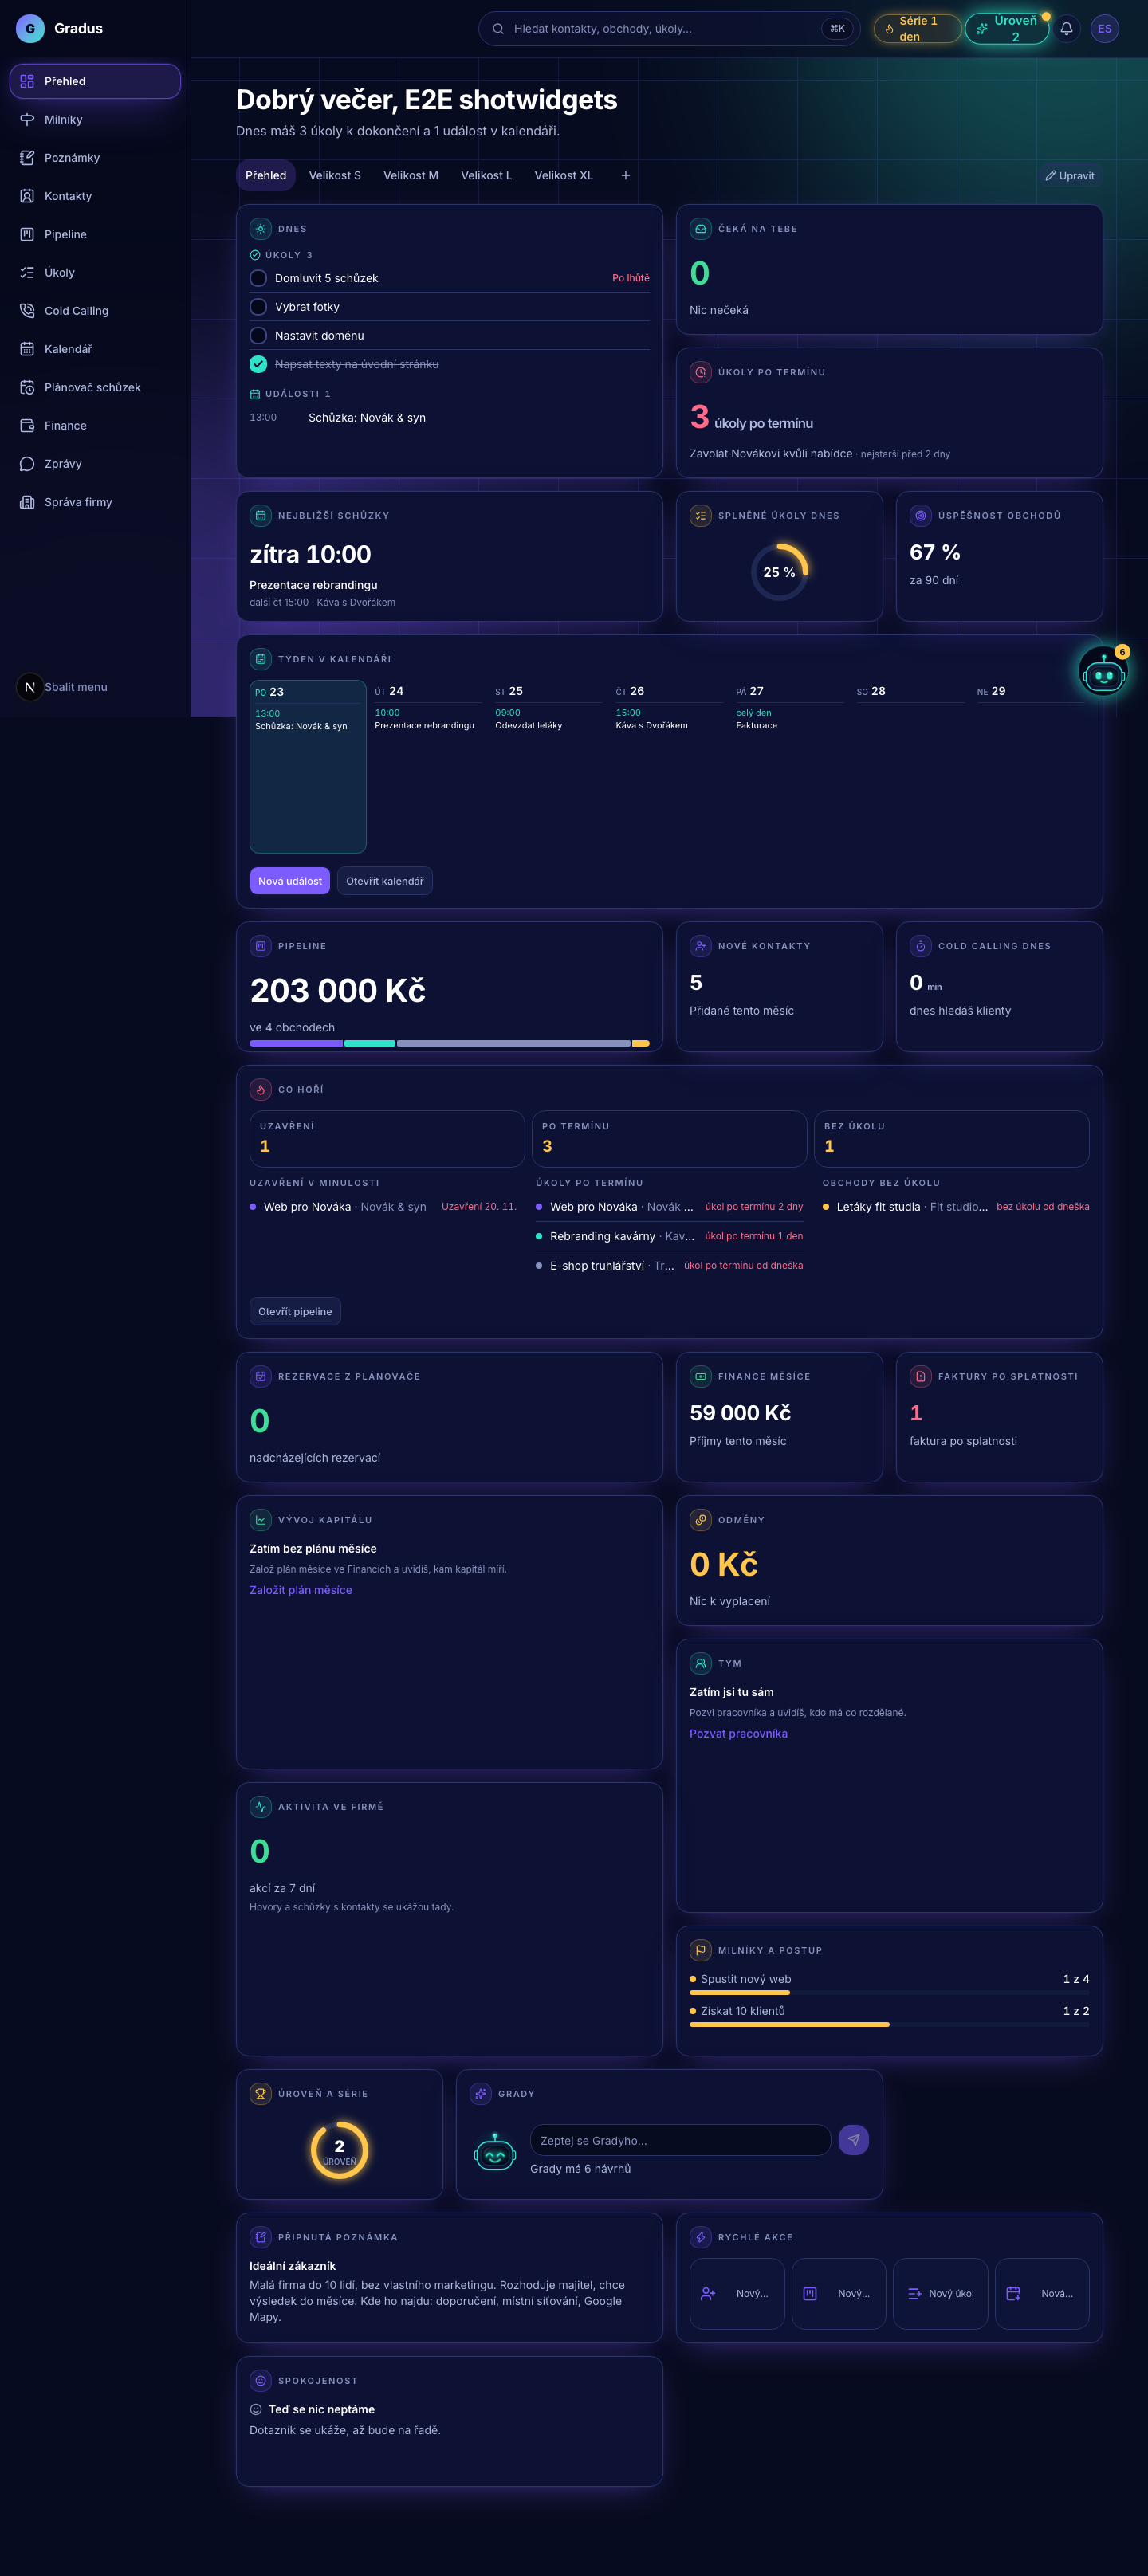 G Gradus
Hledat kontakty, obchody, úkoly...
⌘K
Série 1 den
Úroveň 2
ES
Přehled
Milníky
Poznámky
Kontakty
Pipeline
Úkoly
Cold Calling
Kalendář
Plánovač schůzek
Finance
Zprávy
Správa firmy
N Sbalit menu
Dobrý večer, E2E shotwidgets
Dnes máš 3 úkoly k dokončení a 1 událost v kalendáři.
Přehled Velikost S Velikost M Velikost L Velikost XL +
Upravit
DNES
ÚKOLY 3
Domluvit 5 schůzek Po lhůtě
Vybrat fotky
Nastavit doménu
Napsat texty na úvodní stránku
UDÁLOSTI 1
13:00 Schůzka: Novák & syn
ČEKÁ NA TEBE
0
Nic nečeká
ÚKOLY PO TERMÍNU
3 úkoly po termínu
Zavolat Novákovi kvůli nabídce · nejstarší před 2 dny
NEJBLIŽŠÍ SCHŮZKY
zítra 10:00
Prezentace rebrandingu
další čt 15:00 · Káva s Dvořákem
SPLNĚNÉ ÚKOLY DNES
25 %
ÚSPĚŠNOST OBCHODŮ
67 %
za 90 dní
6
TÝDEN V KALENDÁŘI
PO 23
13:00
Schůzka: Novák & syn
ÚT 24
10:00
Prezentace rebrandingu
ST 25
09:00
Odevzdat letáky
ČT 26
15:00
Káva s Dvořákem
PÁ 27
celý den
Fakturace
SO 28
NE 29
Nová událost Otevřít kalendář
PIPELINE
203 000 Kč
ve 4 obchodech
NOVÉ KONTAKTY
5
Přidané tento měsíc
COLD CALLING DNES
0 min
dnes hledáš klienty
CO HOŘÍ
UZAVŘENÍ
1
PO TERMÍNU
3
BEZ ÚKOLU
1
UZAVŘENÍ V MINULOSTI
Web pro Nováka · Novák & syn Uzavření 20. 11.
ÚKOLY PO TERMÍNU
Web pro Nováka · Novák ... úkol po termínu 2 dny
Rebranding kavárny · Kav... úkol po termínu 1 den
E-shop truhlářství · Tr... úkol po termínu od dneška
OBCHODY BEZ ÚKOLU
Letáky fit studia · Fit studio... bez úkolu od dneška
Otevřít pipeline
REZERVACE Z PLÁNOVAČE
0
nadcházejících rezervací
FINANCE MĚSÍCE
59 000 Kč
Příjmy tento měsíc
FAKTURY PO SPLATNOSTI
1
faktura po splatnosti
VÝVOJ KAPITÁLU
Zatím bez plánu měsíce
Založ plán měsíce ve Financích a uvidíš, kam kapitál míří.
Založit plán měsíce
ODMĚNY
0 Kč
Nic k vyplacení
TÝM
Zatím jsi tu sám
Pozvi pracovníka a uvidíš, kdo má co rozdělané.
Pozvat pracovníka
AKTIVITA VE FIRMĚ
0
akcí za 7 dní
Hovory a schůzky s kontakty se ukážou tady.
MILNÍKY A POSTUP
Spustit nový web 1 z 4
Získat 10 klientů 1 z 2
ÚROVEŇ A SÉRIE
2
ÚROVEŇ
GRADY
Zeptej se Gradyho...
Grady má 6 návrhů
PŘIPNUTÁ POZNÁMKA
Ideální zákazník
Malá firma do 10 lidí, bez vlastního marketingu. Rozhoduje majitel, chce
výsledek do měsíce. Kde ho najdu: doporučení, místní síťování, Google
Mapy.
RYCHLÉ AKCE
Nový... Nový... Nový úkol Nová...
SPOKOJENOST
Teď se nic neptáme
Dotazník se ukáže, až bude na řadě.